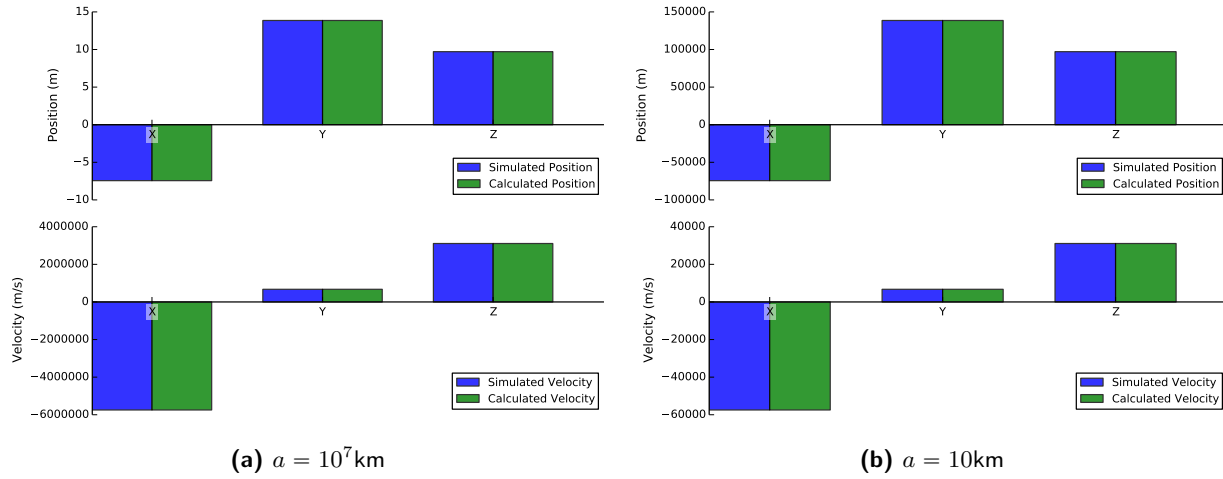 15
10
5
0
−5
−10
Position (m)
X
Y
Z
Simulated Position
Calculated Position
4000000
2000000
0
−2000000
−4000000
−6000000
Velocity (m/s)
X
Y
Z
Simulated Velocity
Calculated Velocity
(a) a = 10⁷km
150000
100000
50000
0
−50000
−100000
Position (m)
X
Y
Z
Simulated Position
Calculated Position
40000
20000
0
−20000
−40000
−60000
Velocity (m/s)
X
Y
Z
Simulated Velocity
Calculated Velocity
(b) a = 10km